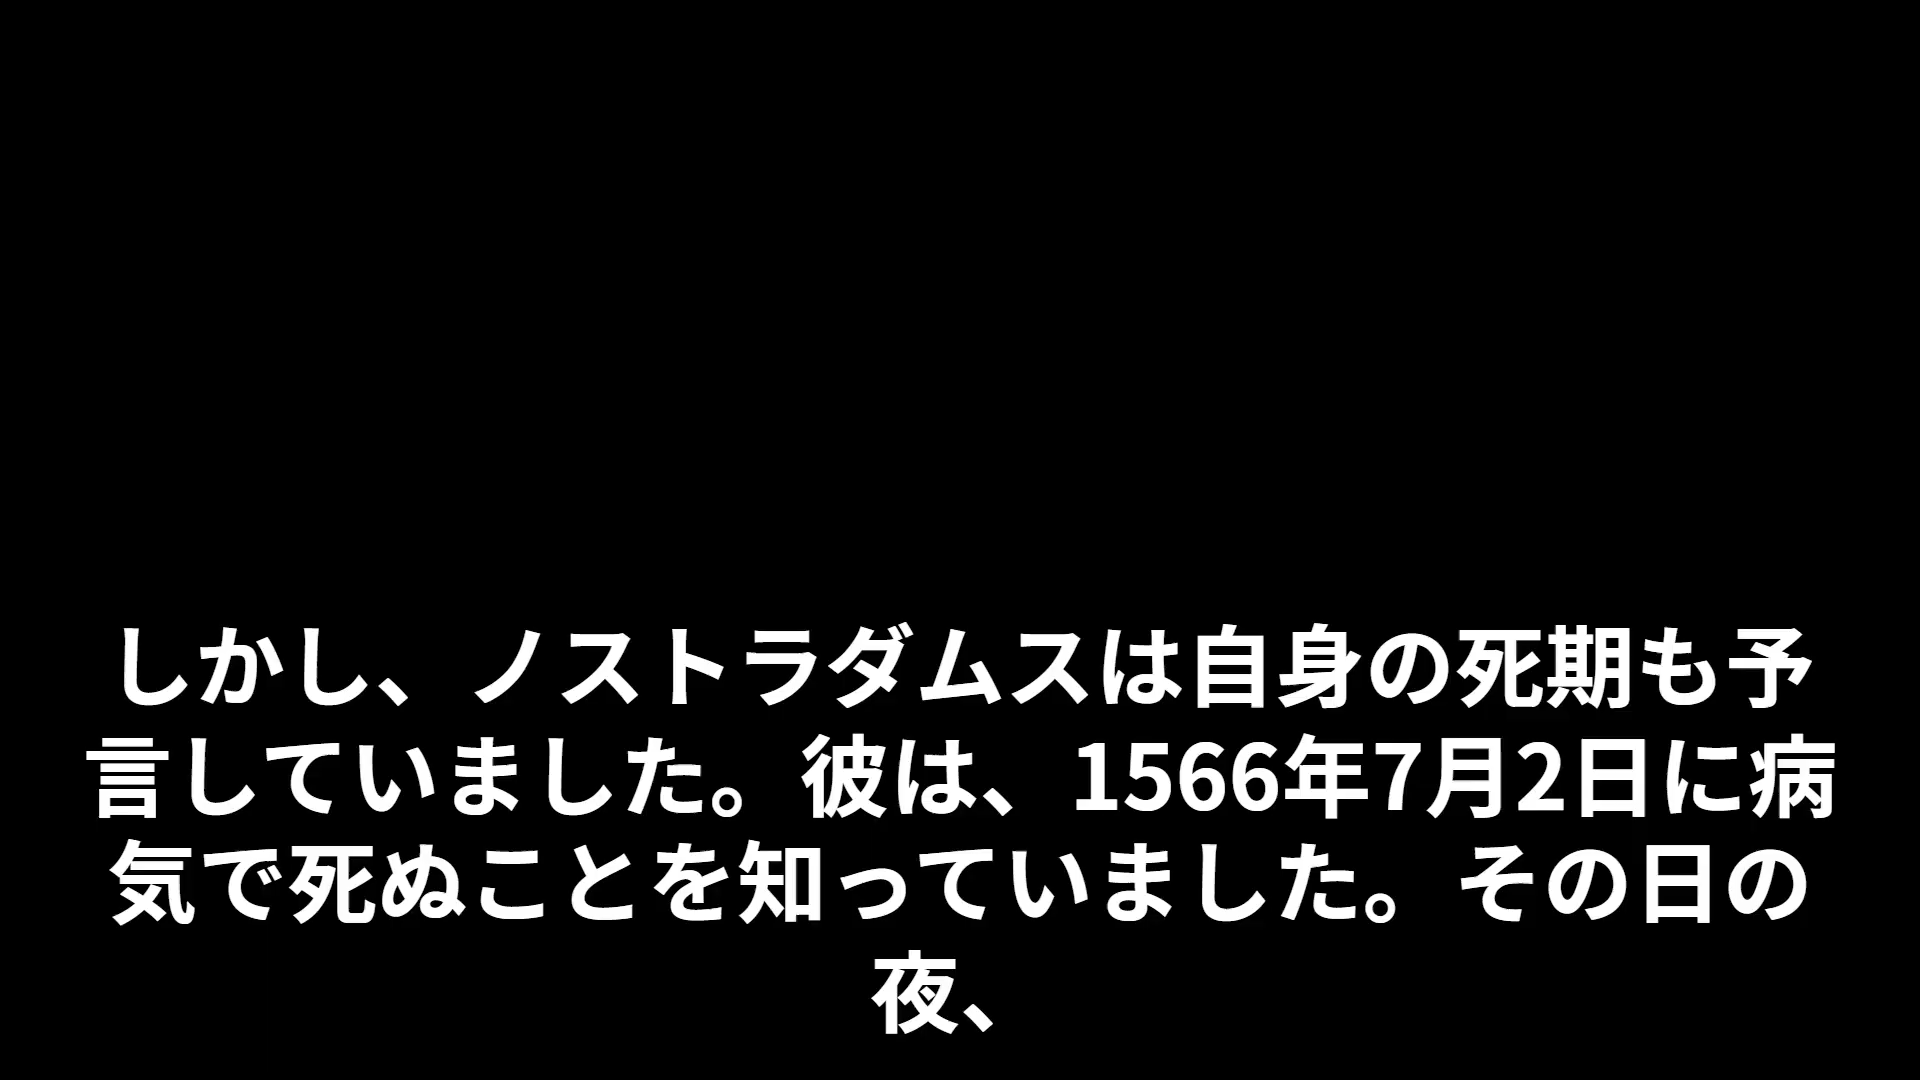 しかし、ノストラダムスは自身の死期も予
言していました。彼は、1566年7月2日に病
気で死ぬことを知っていました。その日の
夜、